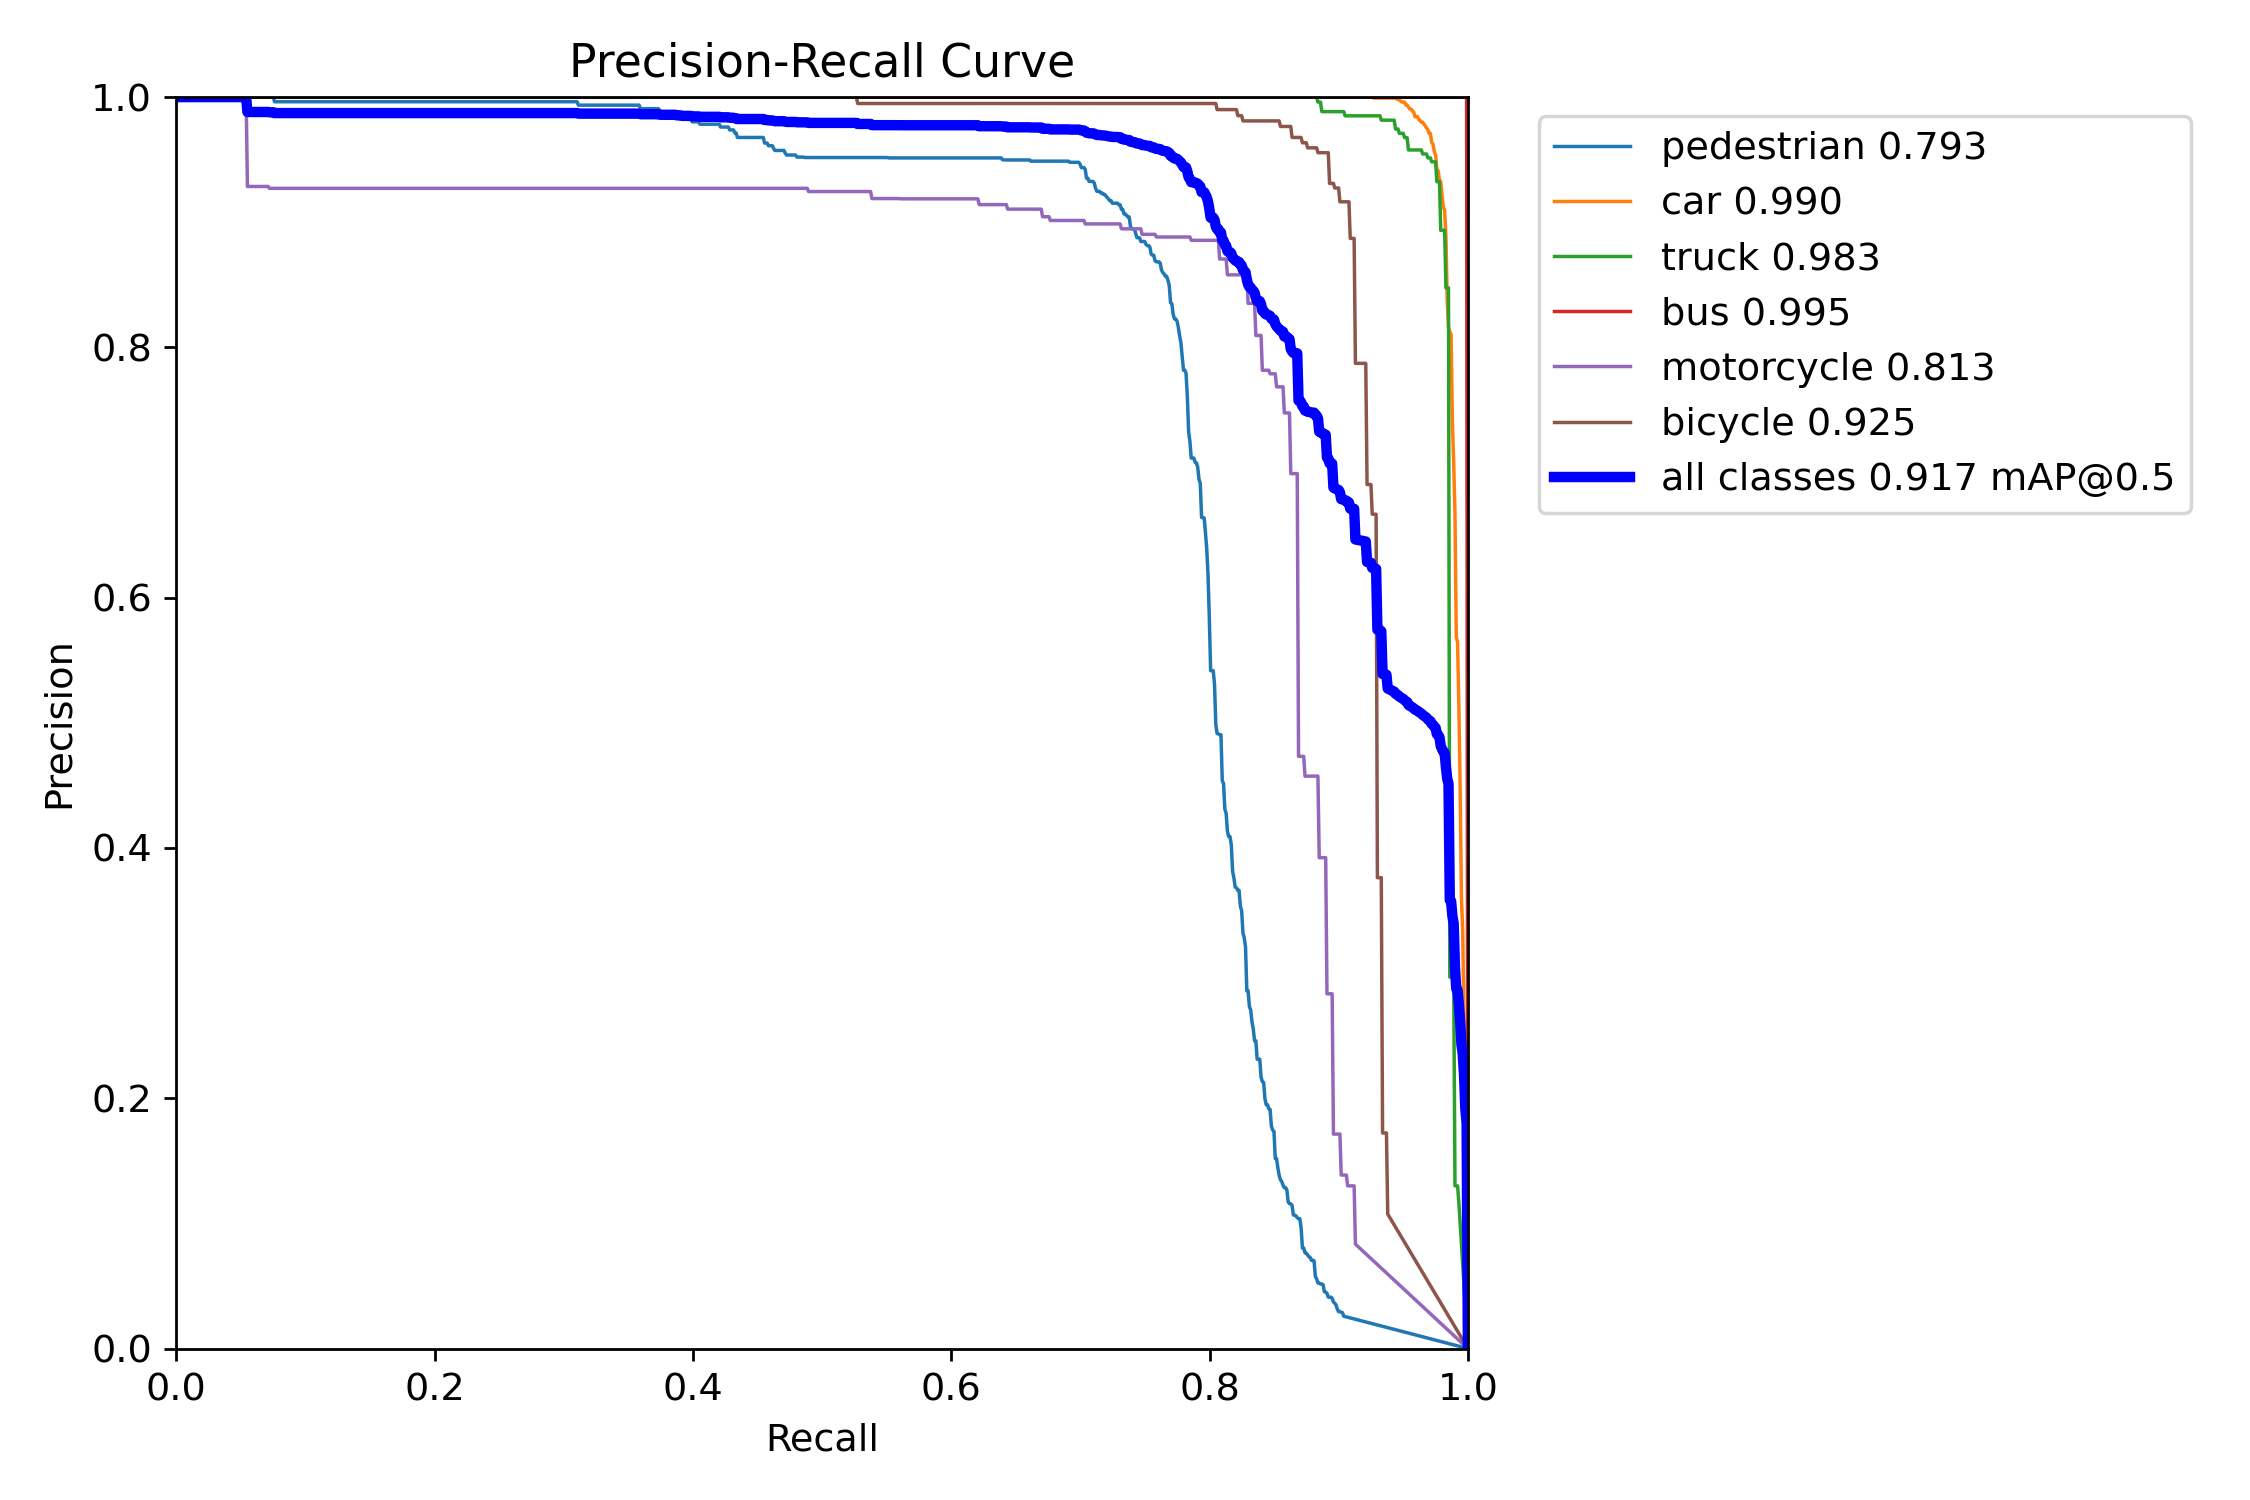 Precision-Recall Curve
1.0
0.8
0.6
0.4
0.2
0.0
Precision
0.0 0.2 0.4 0.6 0.8 1.0
Recall
pedestrian 0.793
car 0.990
truck 0.983
bus 0.995
motorcycle 0.813
bicycle 0.925
all classes 0.917 mAP@0.5